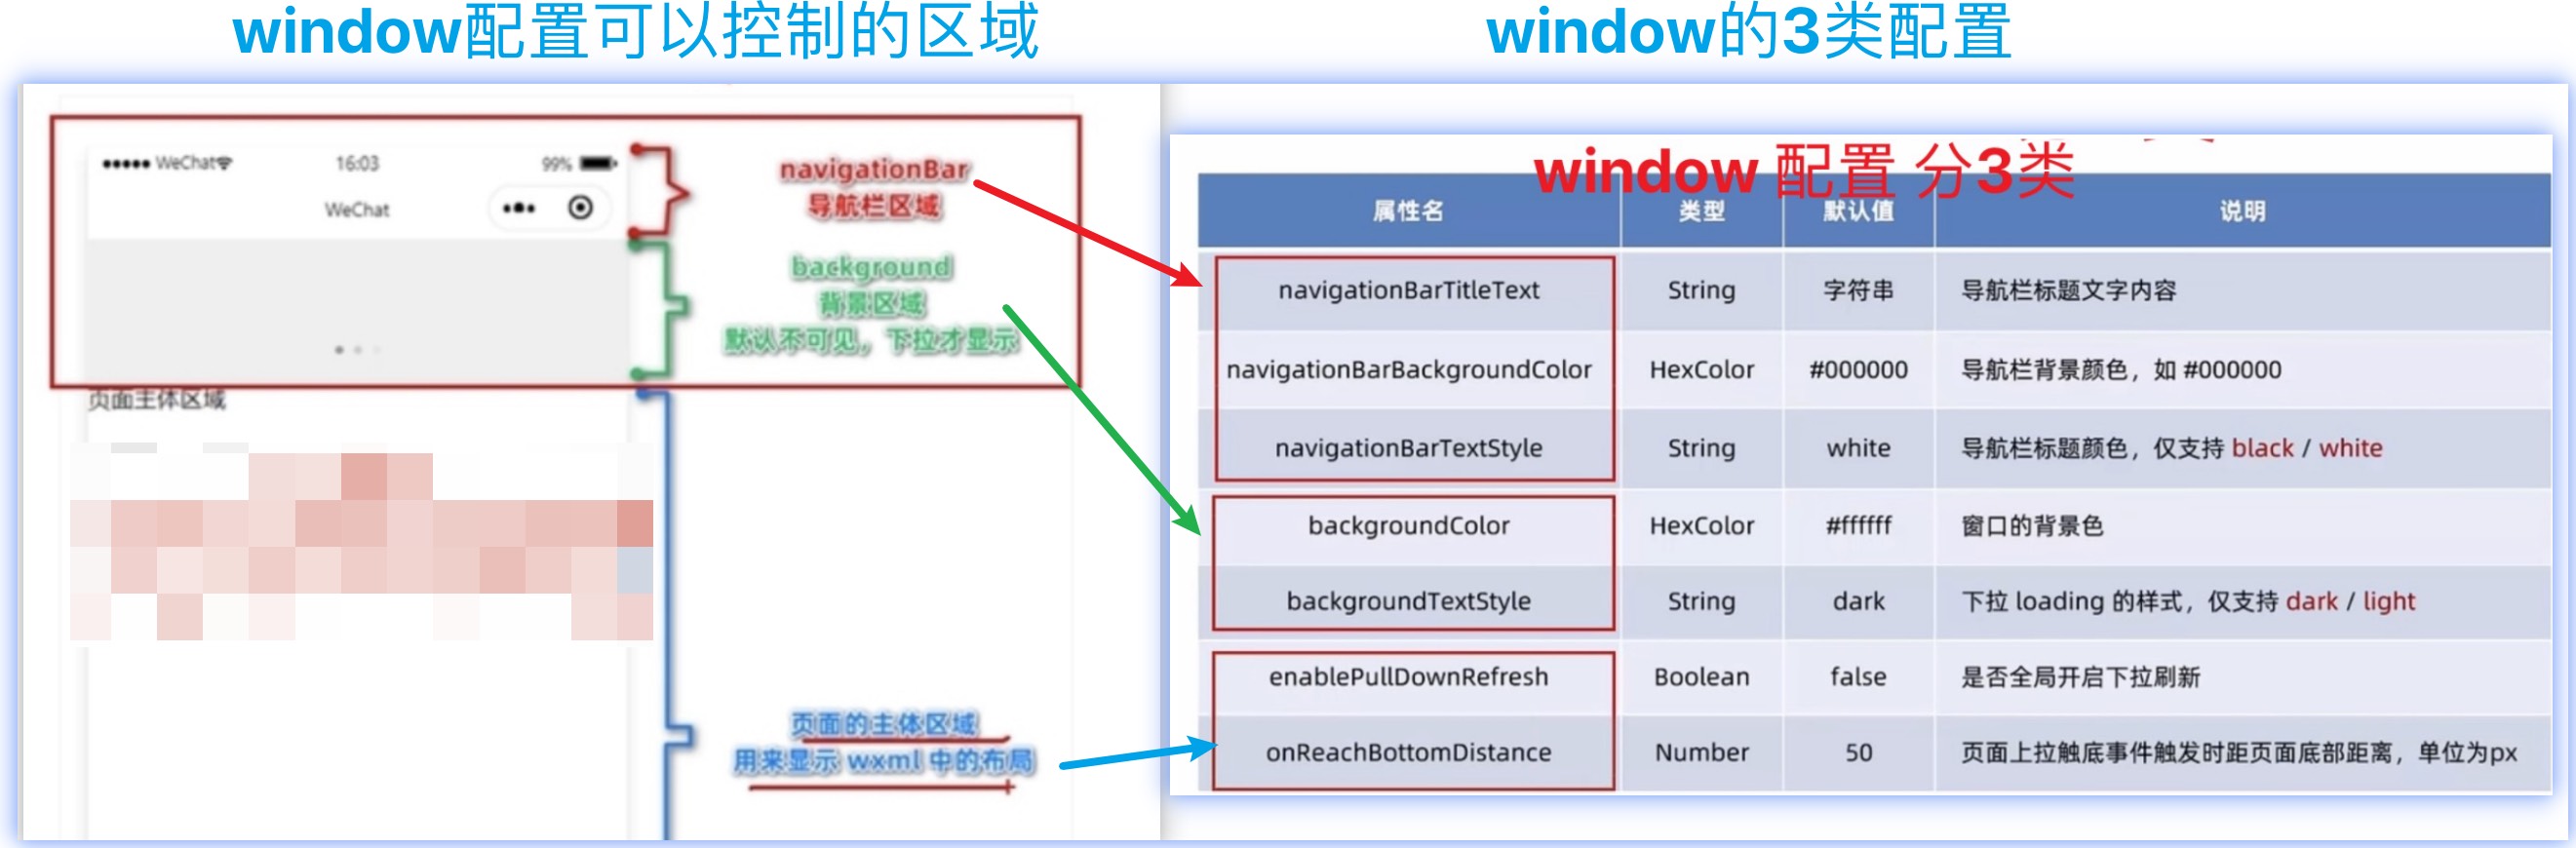 window配置可以控制的区域
window的3类配置
WeChat
16:03
99%
WeChat
navigationBar
导航栏区域
background
背景区域
默认不可见，下拉才显示
页面主体区域
页面的主体区域
用来显示 wxml 中的布局
window 配置 分3类
属性名 类型 默认值 说明
navigationBarTitleText String 字符串 导航栏标题文字内容
navigationBarBackgroundColor HexColor #000000 导航栏背景颜色，如 #000000
navigationBarTextStyle String white 导航栏标题颜色，仅支持 black / white
backgroundColor HexColor #ffffff 窗口的背景色
backgroundTextStyle String dark 下拉 loading 的样式，仅支持 dark / light
enablePullDownRefresh Boolean false 是否全局开启下拉刷新
onReachBottomDistance Number 50 页面上拉触底事件触发时距页面底部距离，单位为px